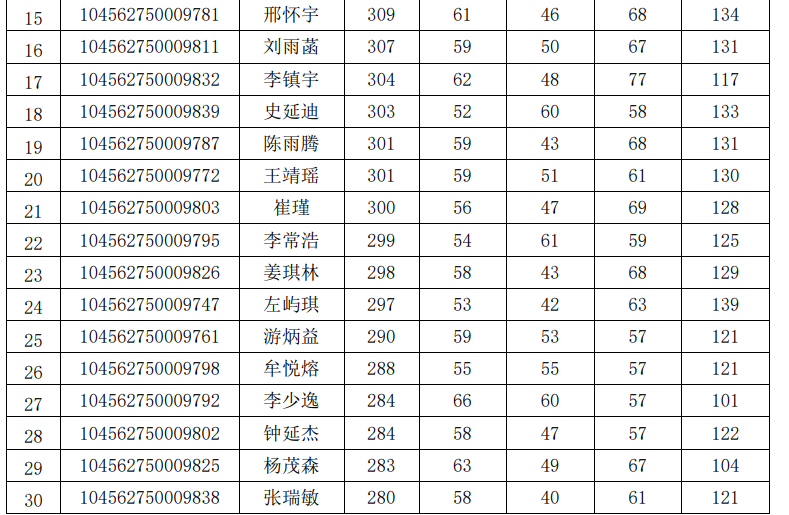 15 104562750009781 邢怀宇 309 61 46 68 134
16 104562750009811 刘雨菡 307 59 50 67 131
17 104562750009832 李镇宇 304 62 48 77 117
18 104562750009839 史延迪 303 52 60 58 133
19 104562750009787 陈雨腾 301 59 43 68 131
20 104562750009772 王靖瑶 301 59 51 61 130
21 104562750009803 崔瑾 300 56 47 69 128
22 104562750009795 李常浩 299 54 61 59 125
23 104562750009826 姜琪林 298 58 43 68 129
24 104562750009747 左屿琪 297 53 42 63 139
25 104562750009761 游炳益 290 59 53 57 121
26 104562750009798 牟悦熔 288 55 55 57 121
27 104562750009792 李少逸 284 66 60 57 101
28 104562750009802 钟延杰 284 58 47 57 122
29 104562750009825 杨茂森 283 63 49 67 104
30 104562750009838 张瑞敏 280 58 40 61 121